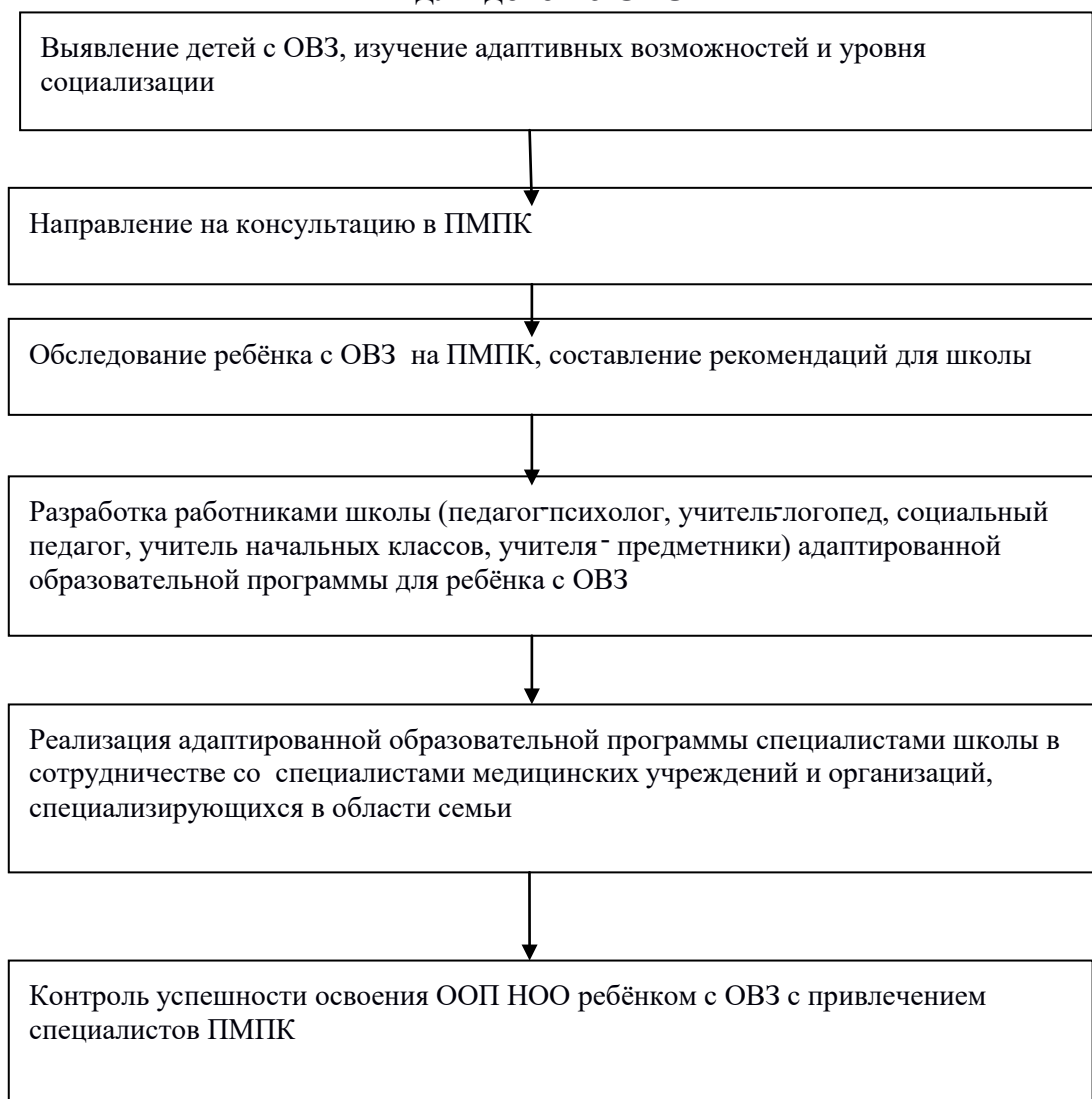 Выявление детей с ОВЗ, изучение адаптивных возможностей и уровня
социализации
Направление на консультацию в ПМПК
Обследование ребёнка с ОВЗ на ПМПК, составление рекомендаций для школы
Разработка работниками школы (педагог-психолог, учитель-логопед, социальный
педагог, учитель начальных классов, учителя- предметники) адаптированной
образовательной программы для ребёнка с ОВЗ
Реализация адаптированной образовательной программы специалистами школы в
сотрудничестве со специалистами медицинских учреждений и организаций,
специализирующихся в области семьи
Контроль успешности освоения ООП НОО ребёнком с ОВЗ с привлечением
специалистов ПМПК